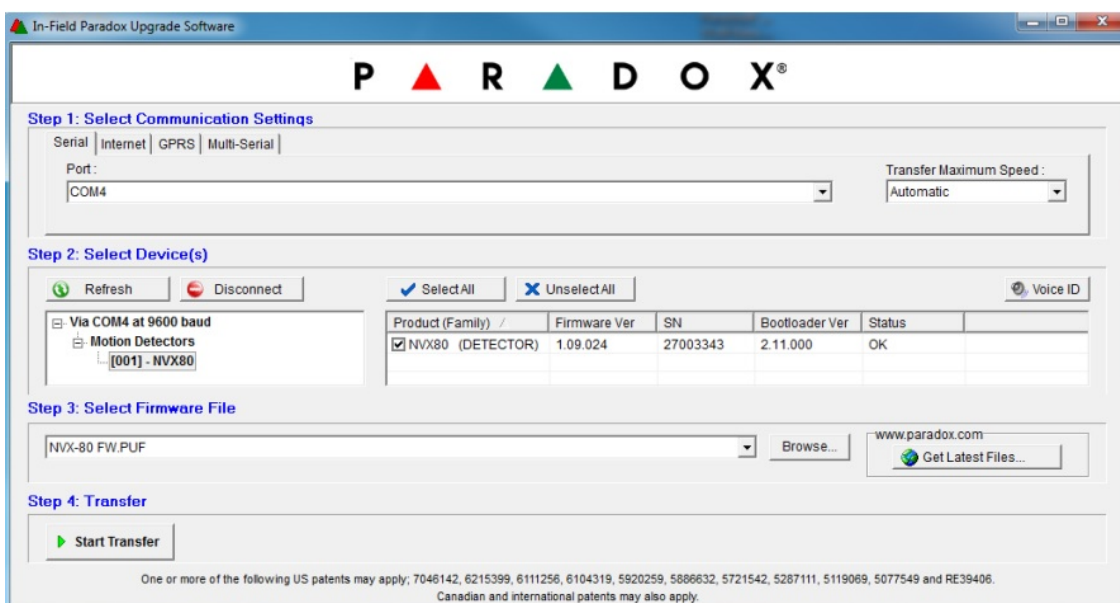 In-Field Paradox Upgrade Software
PARADOX®
Step 1: Select Communication Settings
Serial Internet GPRS Multi-Serial
Port : Transfer Maximum Speed :
COM4 Automatic
Step 2: Select Device(s)
Refresh Disconnect Select All Unselect All Voice ID
Via COM4 at 9600 baud
Motion Detectors
[001] - NVX80
Product (Family) / Firmware Ver SN Bootloader Ver Status
NVX80 (DETECTOR) 1.09.024 27003343 2.11.000 OK
Step 3: Select Firmware File
www.paradox.com
NVX-80 FW.PUF Browse... Get Latest Files...
Step 4: Transfer
Start Transfer
One or more of the following US patents may apply; 7046142, 6215399, 6111256, 6104319, 5920259, 5886632, 5721542, 5287111, 5119069, 5077549 and RE39406.
Canadian and international patents may also apply.